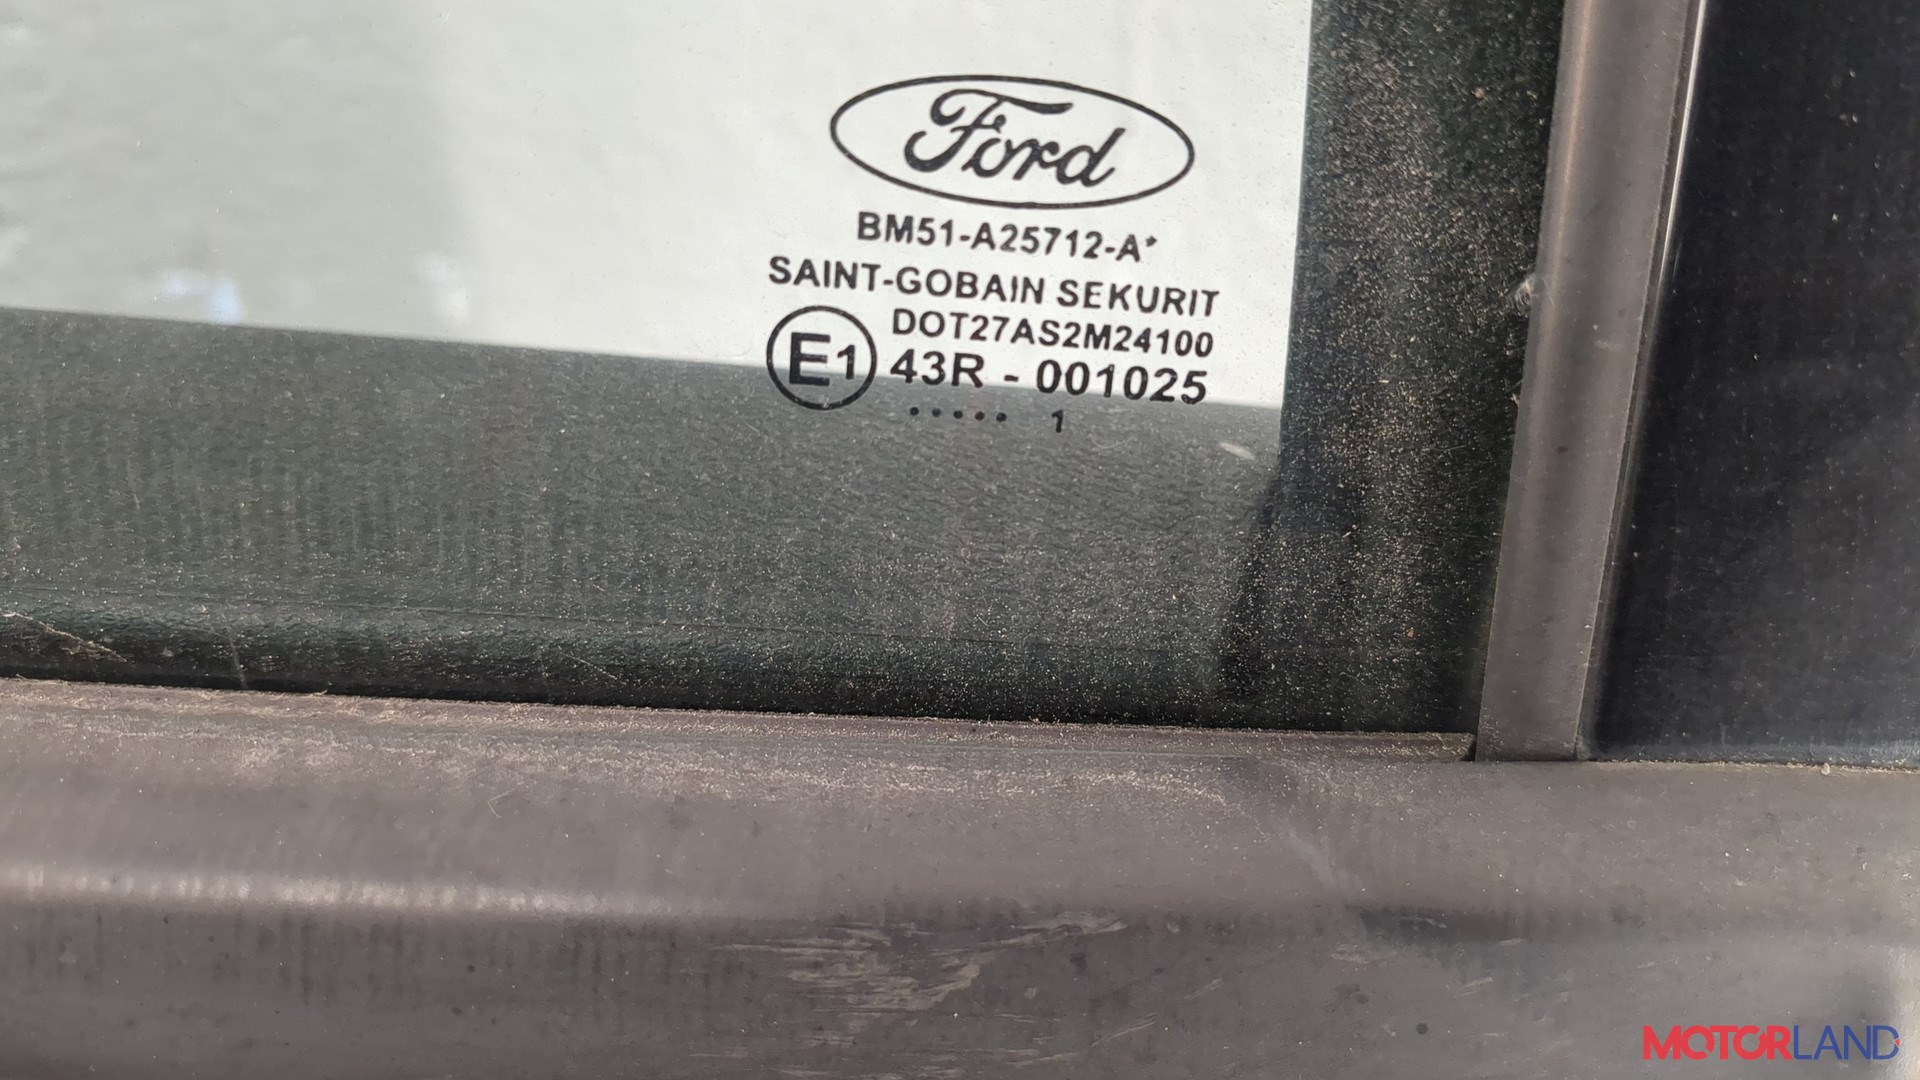 Ford
BM51-A25712-A*
SAINT-GOBAIN SEKURIT
DOT27AS2M24100
E1 43R - 001025
..... 1
MOTORLAND